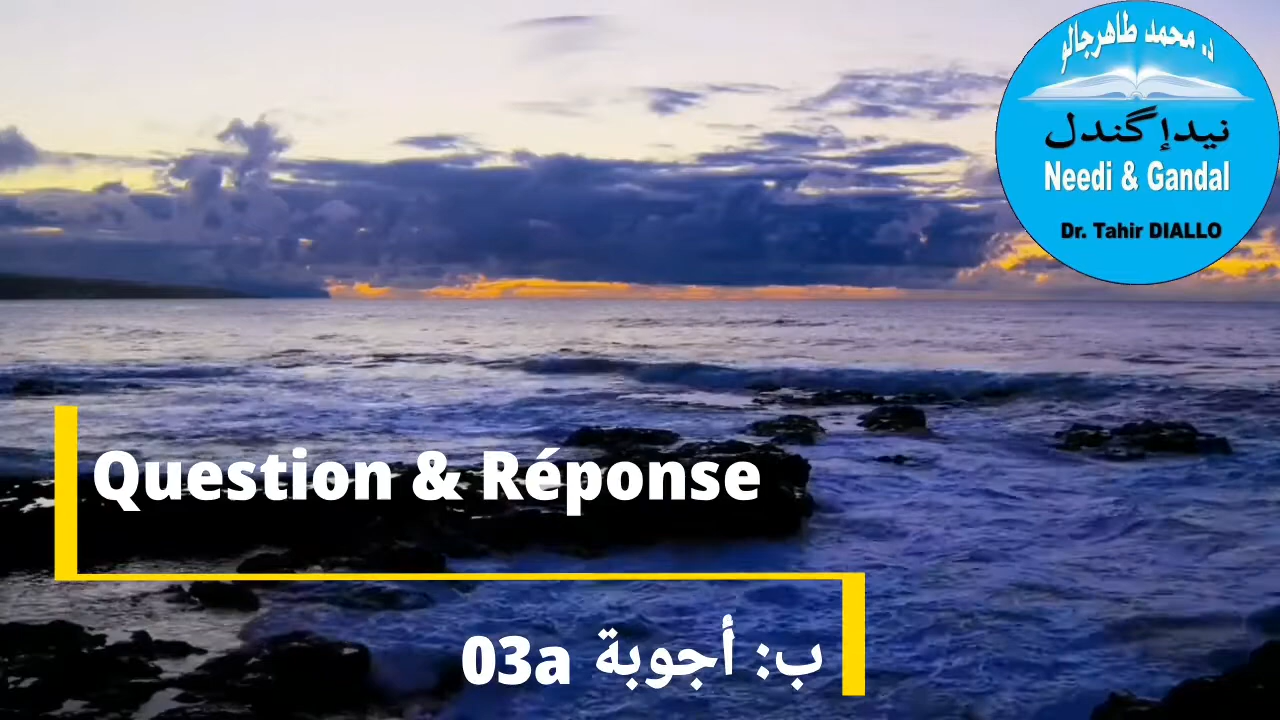 د. محمد طاهرجالو
نيدإگندل
Needi & Gandal
Dr. Tahir DIALLO
Question & Réponse
ب: أجوبة 03a